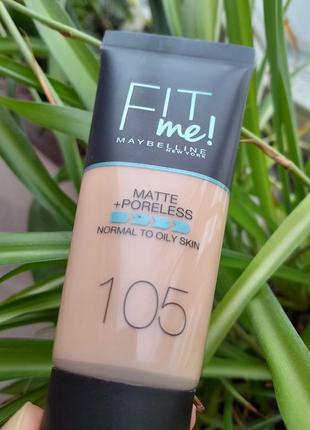 FIT
me!
MAYBELLINE
NEW YORK
MATTE
+PORELESS
NORMAL TO OILY SKIN
105